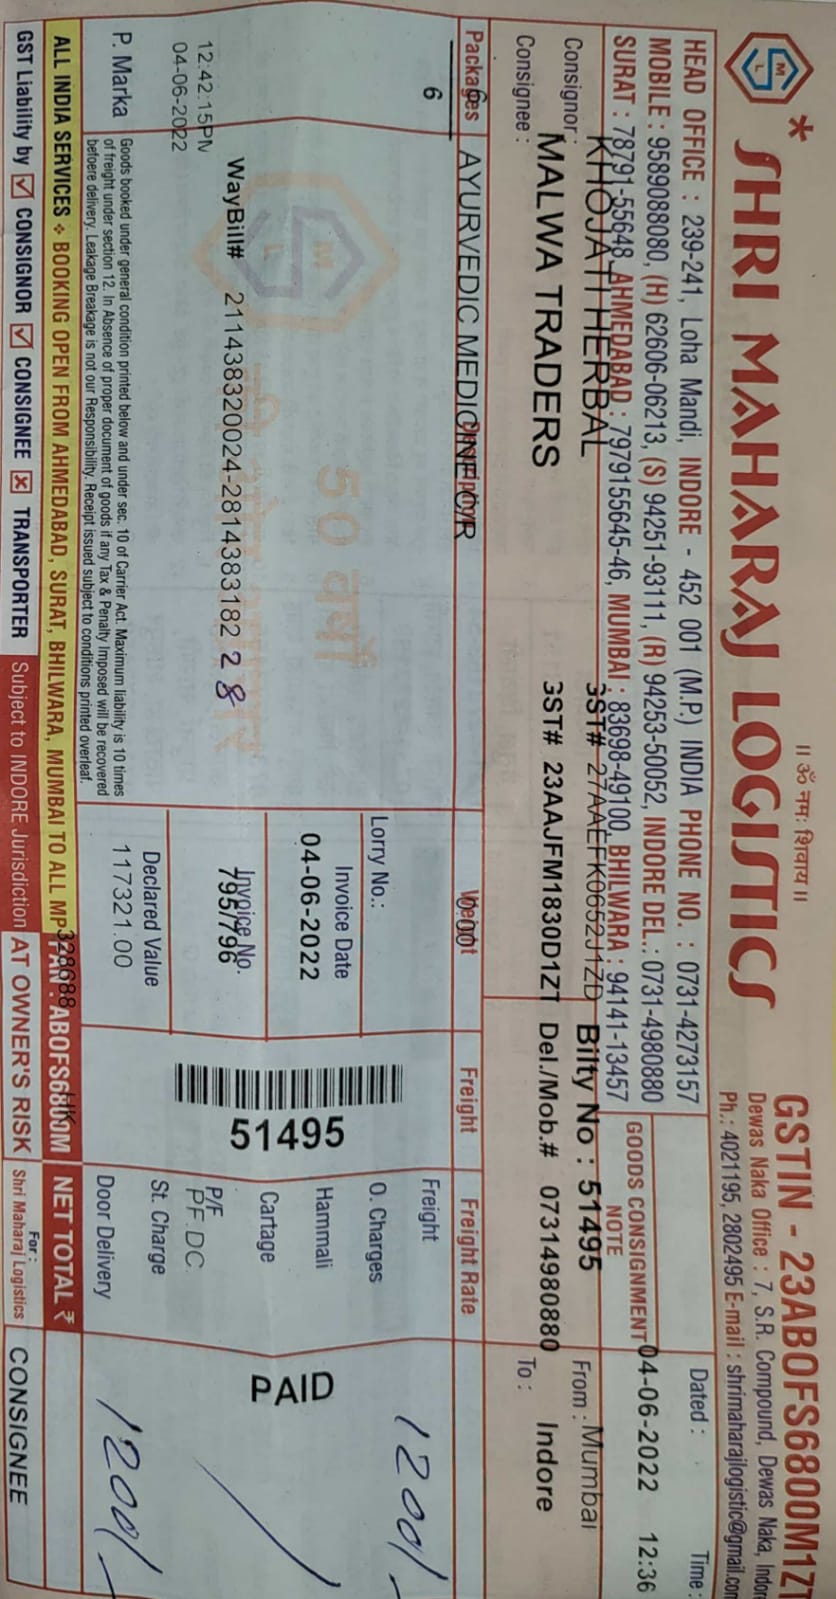 ॥ ॐ नमः शिवाय ॥
GSTIN - 23ABOFS6800M1ZT
* SHRI MAHARAJ LOGISTICS
Dewas Naka Office : 7, S.R. Compound, Dewas Naka, Indore
Ph.: 4021195, 2802495 E-mail : shrimaharajlogistic@gmail.com
HEAD OFFICE : 239-241, Loha Mandi, INDORE - 452 001 (M.P.) INDIA PHONE NO. : 0731-4273157
MOBILE : 9589088080, (H) 62606-06213, (S) 94251-93111, (R) 94253-50052, INDORE DEL.: 0731-4980880
SURAT : 78791-55648, AHMEDABAD : 7979155645-46, MUMBAI : 83698-49100, BHILWARA : 94141-13457
GOODS CONSIGNMENT NOTE
Dated : Time :
04-06-2022 12:36
Consignor : KHOJATI HERBAL GST# 27AAEFK0652J1ZD Bilty No : 51495 From : Mumbai
Consignee : MALWA TRADERS GST# 23AAJFM1830D1ZT Del./Mob.# 07314980880 To : Indore
Packages Description Weight Freight Freight Rate
6 AYURVEDIC MEDICINE C/R 0.00
6
50 वर्षों
Lorry No.:
Freight 1200/-
O. Charges
Invoice Date
04-06-2022
Hammali PAID
WayBill# 211438320024-2814383182 28
Invoice No.
795/796
51495
Cartage
P/F
PF.DC
12:42:15PM
04-06-2022
St. Charge
Declared Value
117321.00
Door Delivery 1200/-
P. Marka
Goods booked under general condition printed below and under sec. 10 of Carrier Act. Maximum liability is 10 times
of freight under section 12. In Absence of proper document of goods if any Tax & Penalty Imposed will be recovered
befoere delivery. Leakage Breakage is not our Responsibility. Receipt issued subject to conditions printed overleaf.
ALL INDIA SERVICES ❖ BOOKING OPEN FROM AHMEDABAD, SURAT, BHILWARA, MUMBAI TO ALL MP
328688
PAN : ABOFS6800M NET TOTAL ₹
GST Liability by ☑ CONSIGNOR ☑ CONSIGNEE ☒ TRANSPORTER Subject to INDORE Jurisdiction AT OWNER'S RISK For : Shri Maharaj Logistics CONSIGNEE